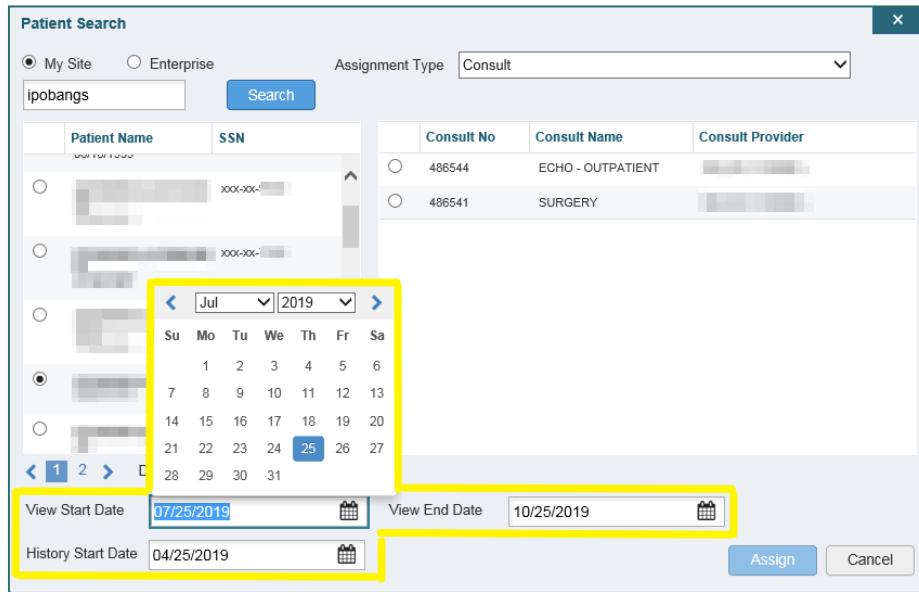 Patient Search
×
My Site Enterprise Assignment Type Consult
ipobangs Search
Patient Name SSN
Consult No Consult Name Consult Provider
486544 ECHO - OUTPATIENT
486541 SURGERY
xxx-xx-
xxx-xx-
Jul 2019
Su Mo Tu We Th Fr Sa
1 2 3 4 5 6
7 8 9 10 11 12 13
14 15 16 17 18 19 20
21 22 23 24 25 26 27
28 29 30 31
1 2
View Start Date 07/25/2019 View End Date 10/25/2019
History Start Date 04/25/2019
Assign Cancel